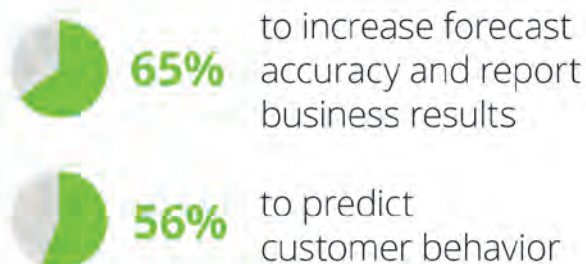 65%
to increase forecast
accuracy and report
business results
56%
to predict
customer behavior